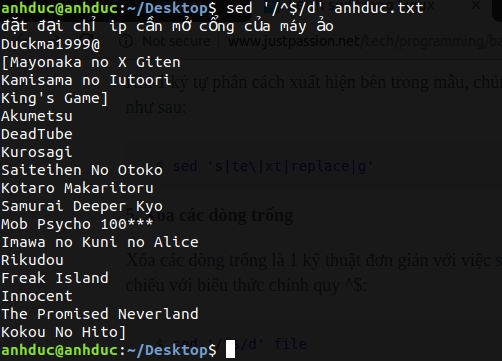 anhduc@anhduc:~/Desktop$ sed '/^$/d' anhduc.txt
đặt đại chỉ ip cần mở cổng của máy ảo
Duckma1999@
Not secure www.justpassion.net/tech/programming/ba
[Mayonaka no X Giten
Kamisama no Iutoori
ký tự phân cách xuất hiện bên trong mẫu, chún
King's Game]
như sau:
Akumetsu
DeadTube
Kurosagi
sed 's|te\|xt|replace|g'
Saiteihen No Otoko
Kotaro Makaritoru
Samurai Deeper Kyo
Xóa các dòng trống
Mob Psycho 100***
Imawa no Kuni no Alice
Xóa các dòng trống là 1 kỹ thuật đơn giản với việc s
Rikudou
chiếu với biểu thức chính quy ^$:
Freak Island
Innocent
The Promised Neverland
Kokou No Hito]
anhduc@anhduc:~/Desktop$
$/d' file